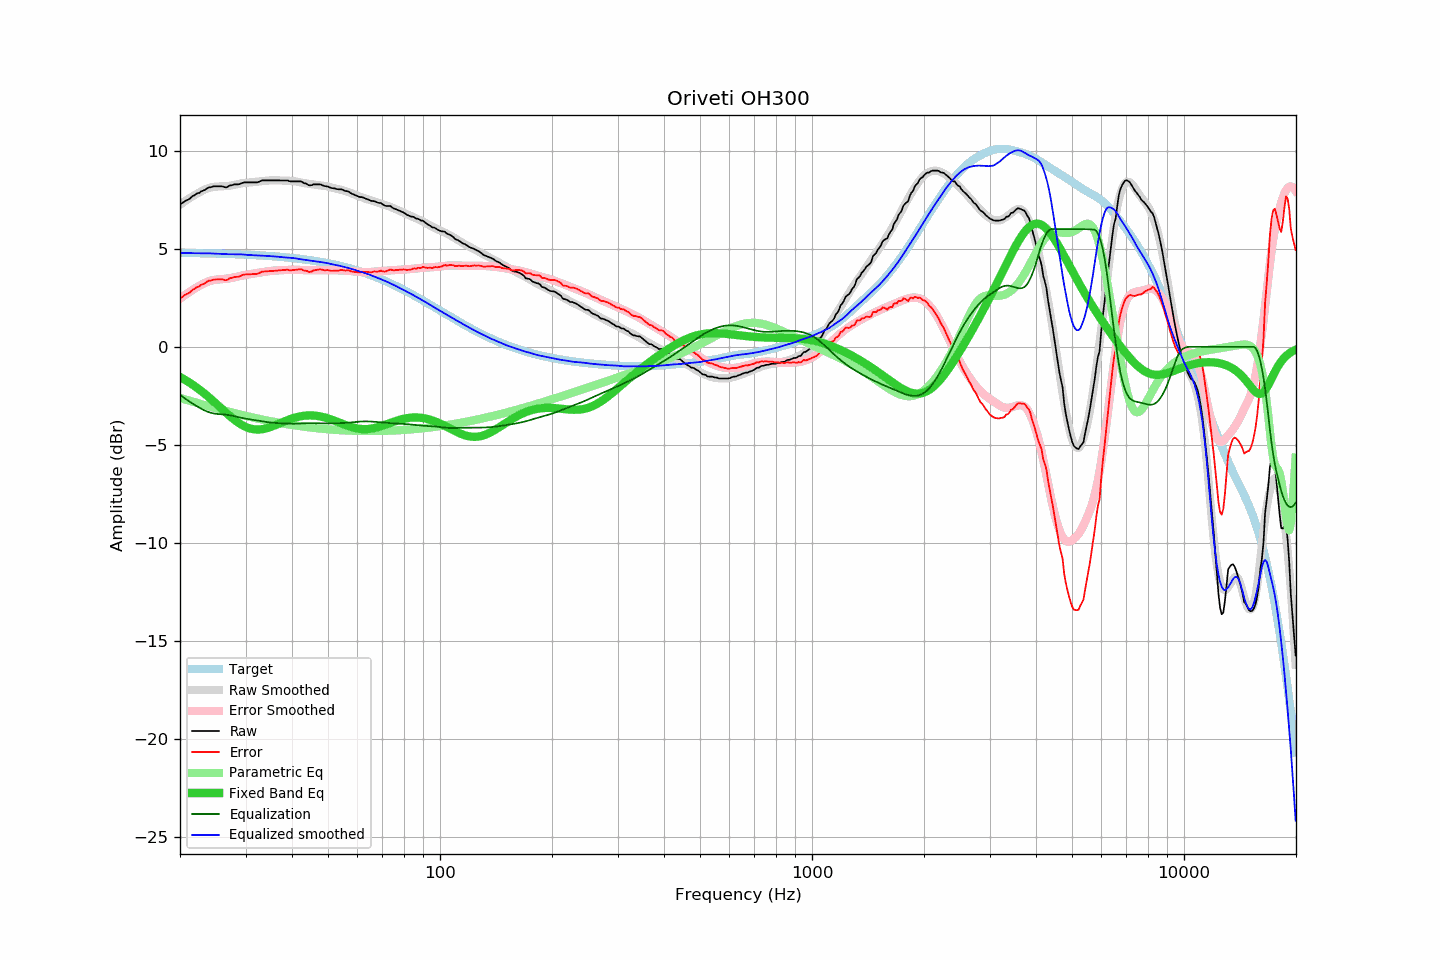 Oriveti OH300
Amplitude (dBr)
10
5
0
−5
−10
−15
−20
−25
Target
Raw Smoothed
Error Smoothed
Raw
Error
Parametric Eq
Fixed Band Eq
Equalization
Equalized smoothed
100
1000
10000
Frequency (Hz)